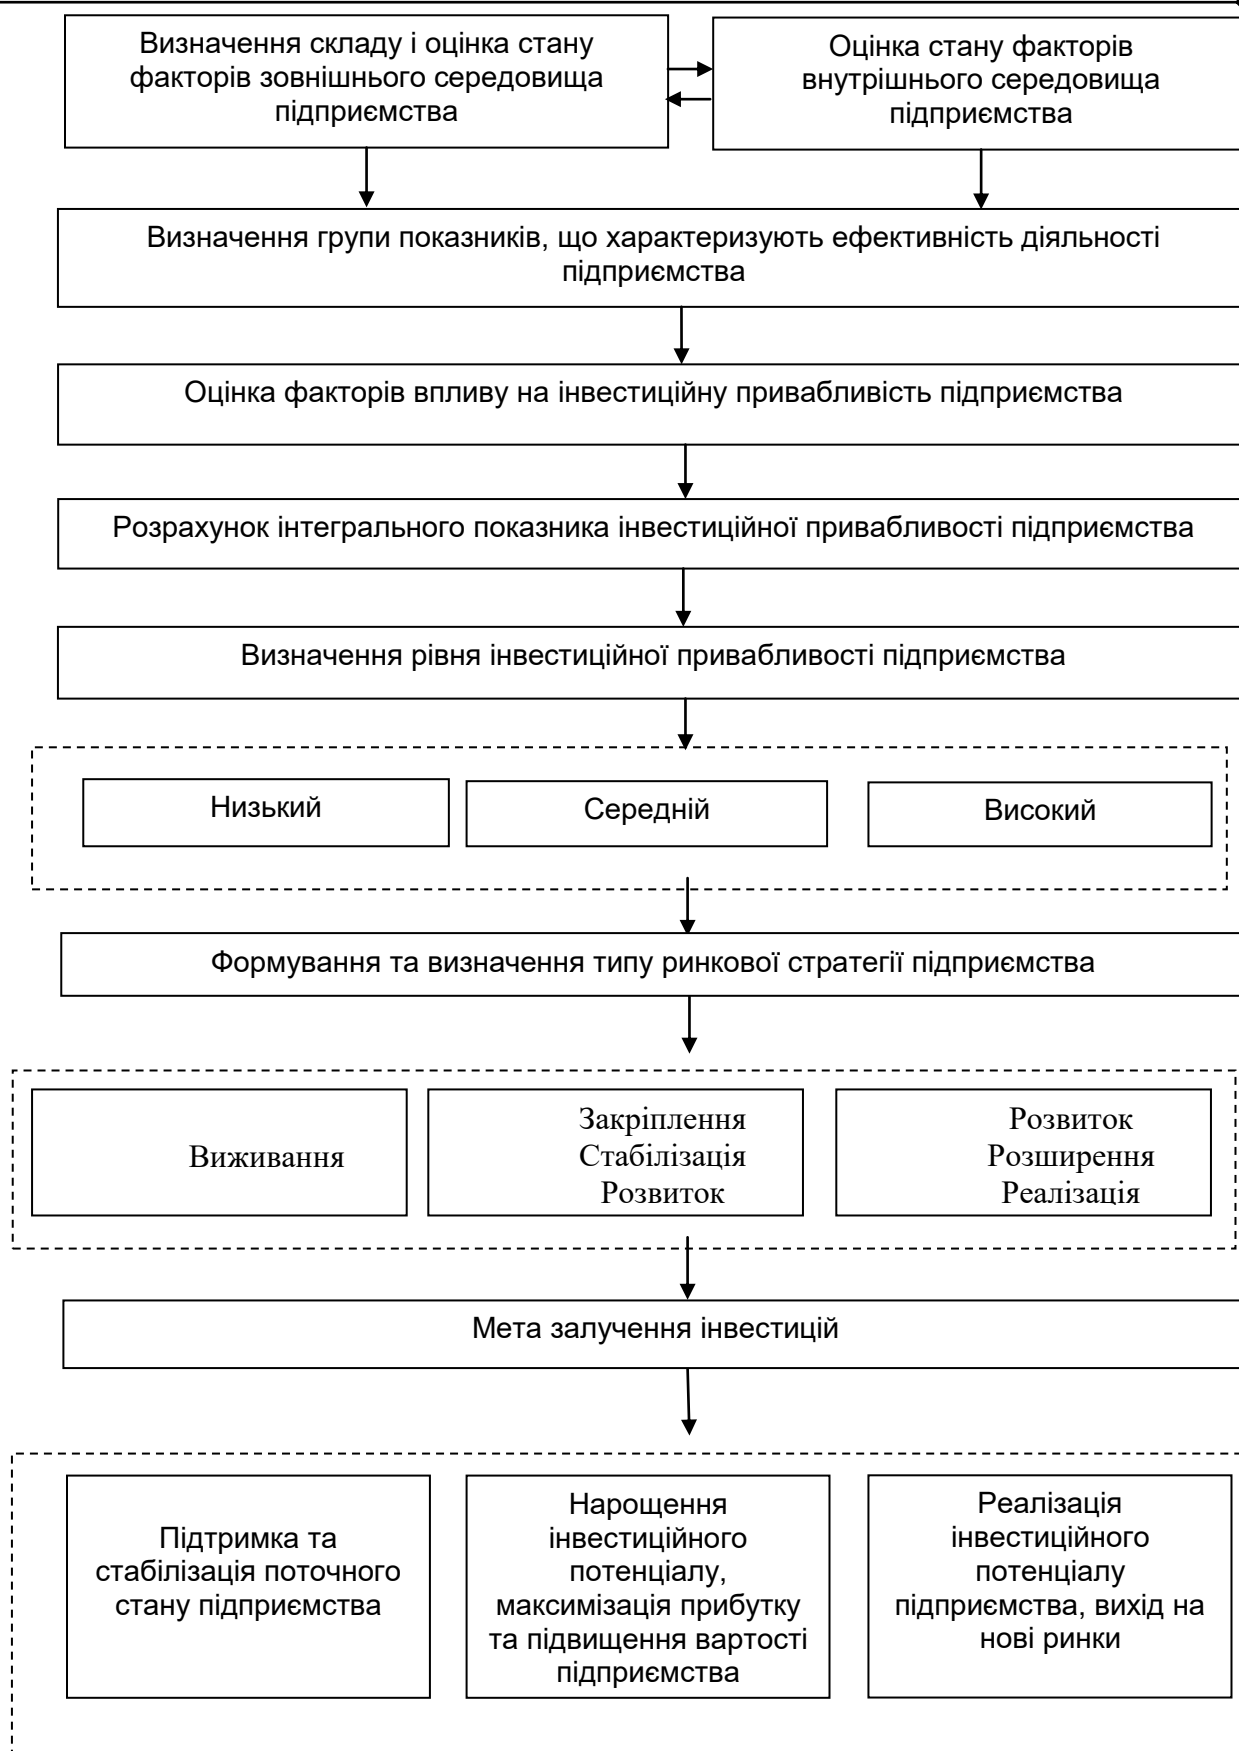 Визначення складу і оцінка стану
факторів зовнішнього середовища
підприємства
Оцінка стану факторів
внутрішнього середовища
підприємства
Визначення групи показників, що характеризують ефективність діяльності
підприємства
Оцінка факторів впливу на інвестиційну привабливість підприємства
Розрахунок інтегрального показника інвестиційної привабливості підприємства
Визначення рівня інвестиційної привабливості підприємства
Низький
Середній
Високий
Формування та визначення типу ринкової стратегії підприємства
Виживання
Закріплення
Стабілізація
Розвиток
Розвиток
Розширення
Реалізація
Мета залучення інвестицій
Підтримка та
стабілізація поточного
стану підприємства
Нарощення
інвестиційного
потенціалу,
максимізація прибутку
та підвищення вартості
підприємства
Реалізація
інвестиційного
потенціалу
підприємства, вихід на
нові ринки